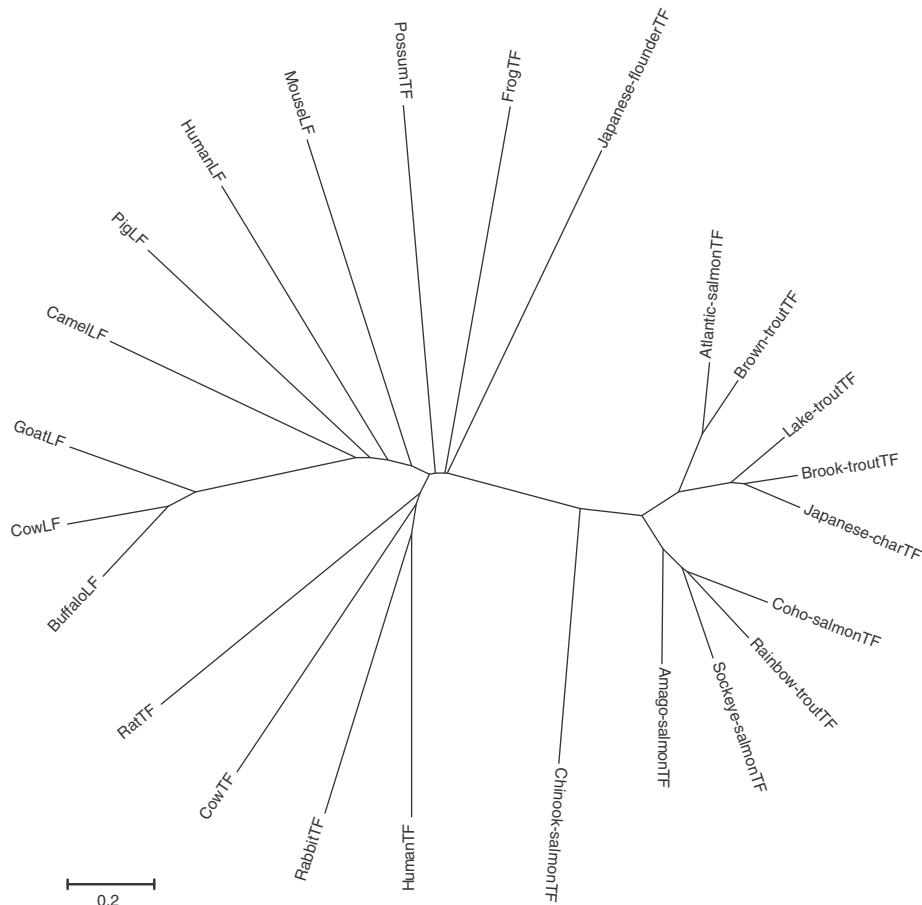 PossumTF
FrogTF
Japanese-flounderTF
MouseLF
HumanLF
PigLF
CamelLF
GoatLF
CowLF
BuffaloLF
RatTF
CowTF
RabbitTF
HumanTF
Chinook-salmonTF
Amago-salmonTF
Sockeye-salmonTF
Rainbow-troutTF
Coho-salmonTF
Japanese-charTF
Brook-troutTF
Lake-troutTF
Brown-troutTF
Atlantic-salmonTF
0.2